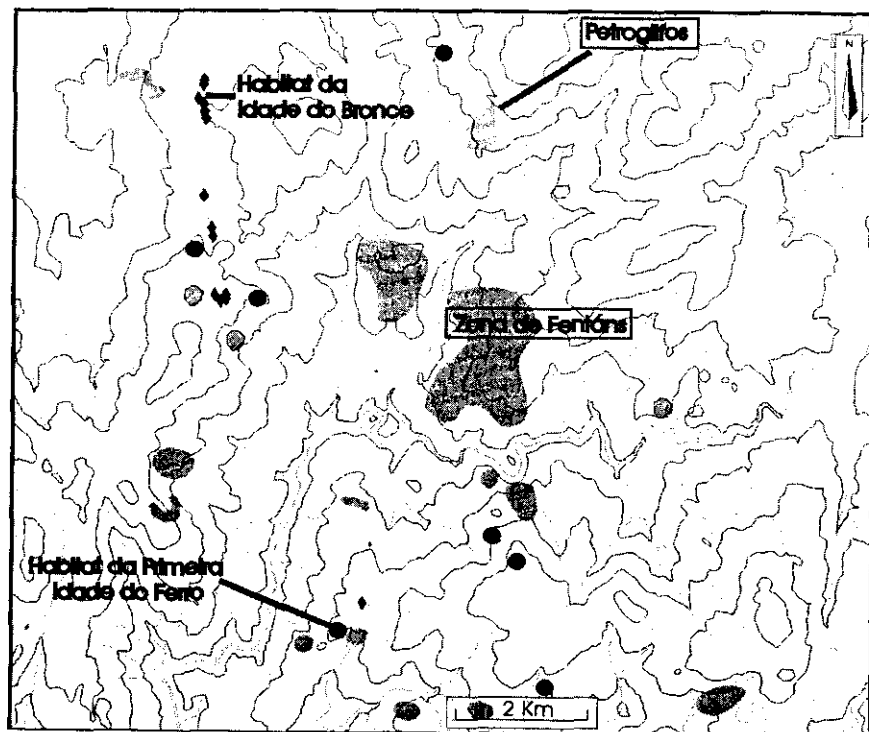 Petroglifos
N
Habitat da
Idade do Bronce
Zona de Fentáns
Habitat da Primeira
Idade do Ferro
2 Km